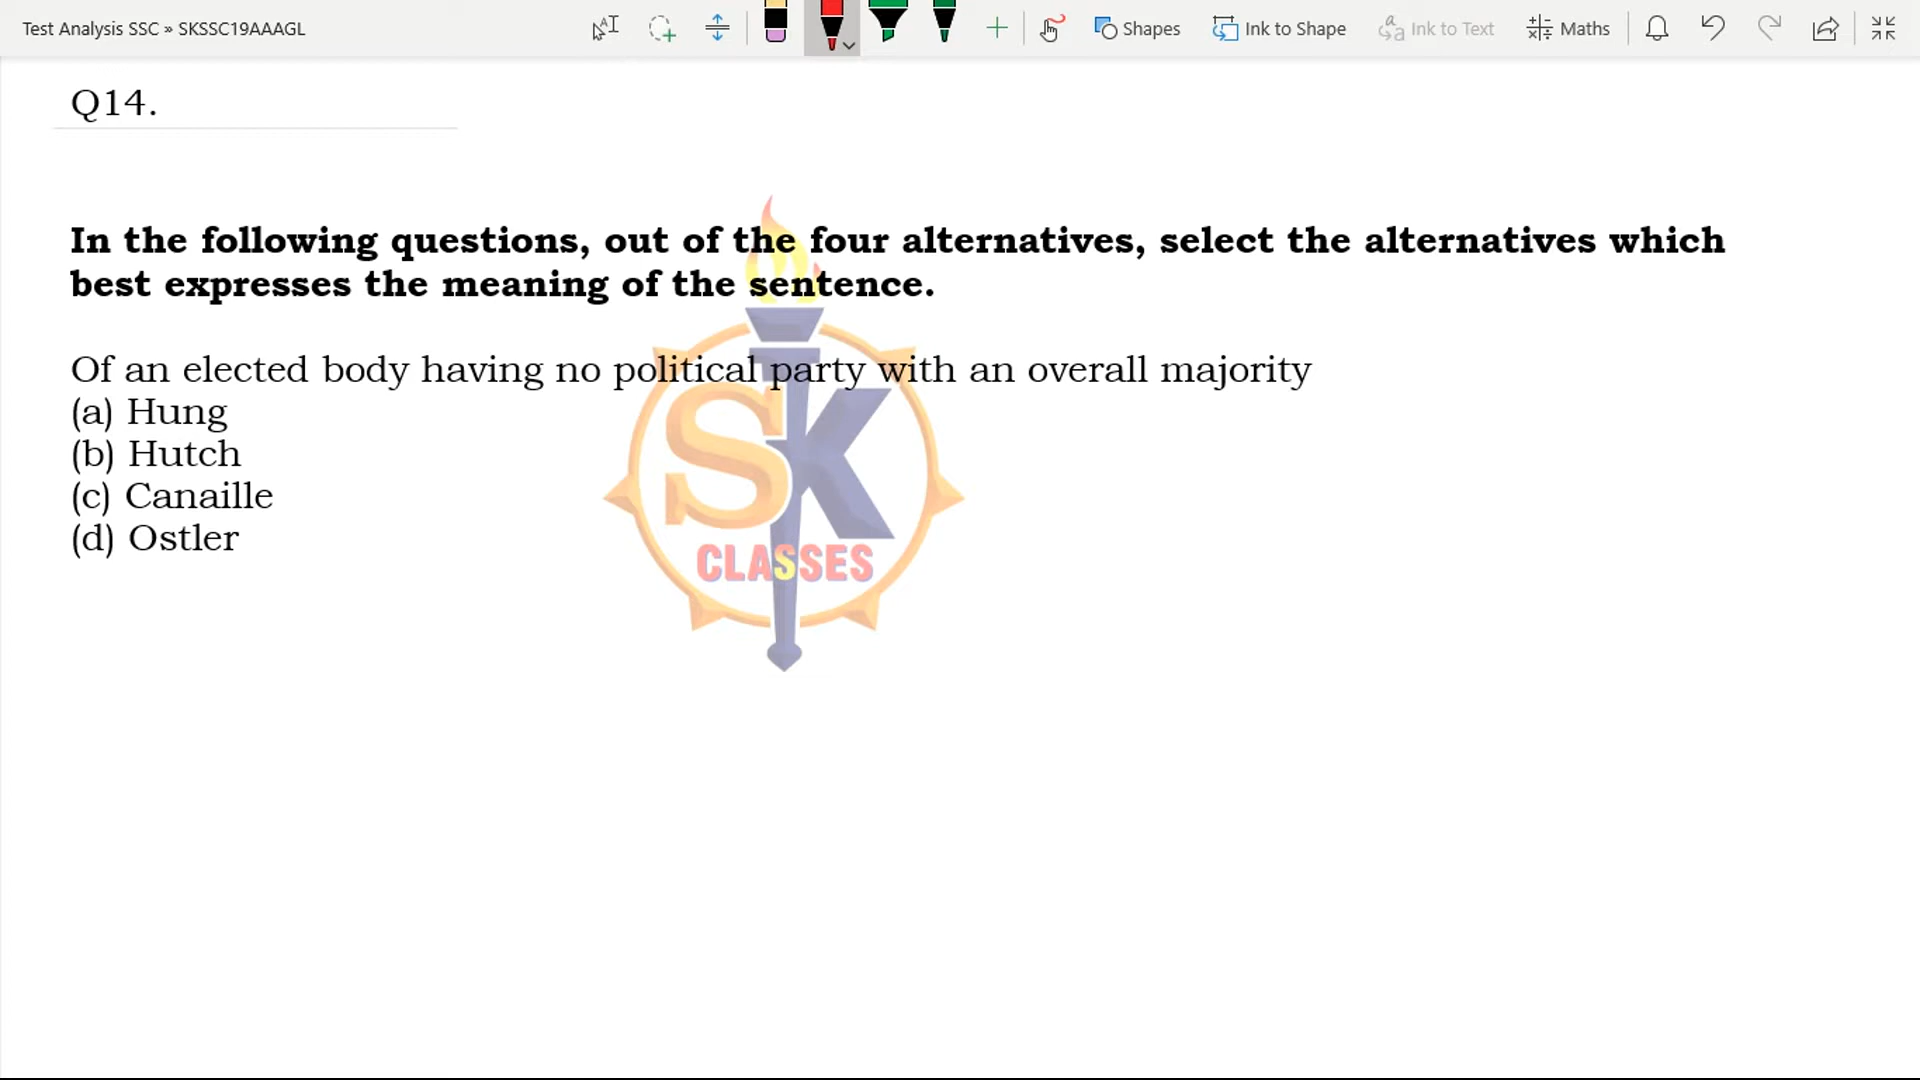 Test Analysis SSC » SKSSC19AAAGL
Shapes
Ink to Shape
Ink to Text
Maths
Q14.
In the following questions, out of the four alternatives, select the alternatives which
best expresses the meaning of the sentence.
Of an elected body having no political party with an overall majority
(a) Hung
(b) Hutch
(c) Canaille
(d) Ostler
SK
CLASSES